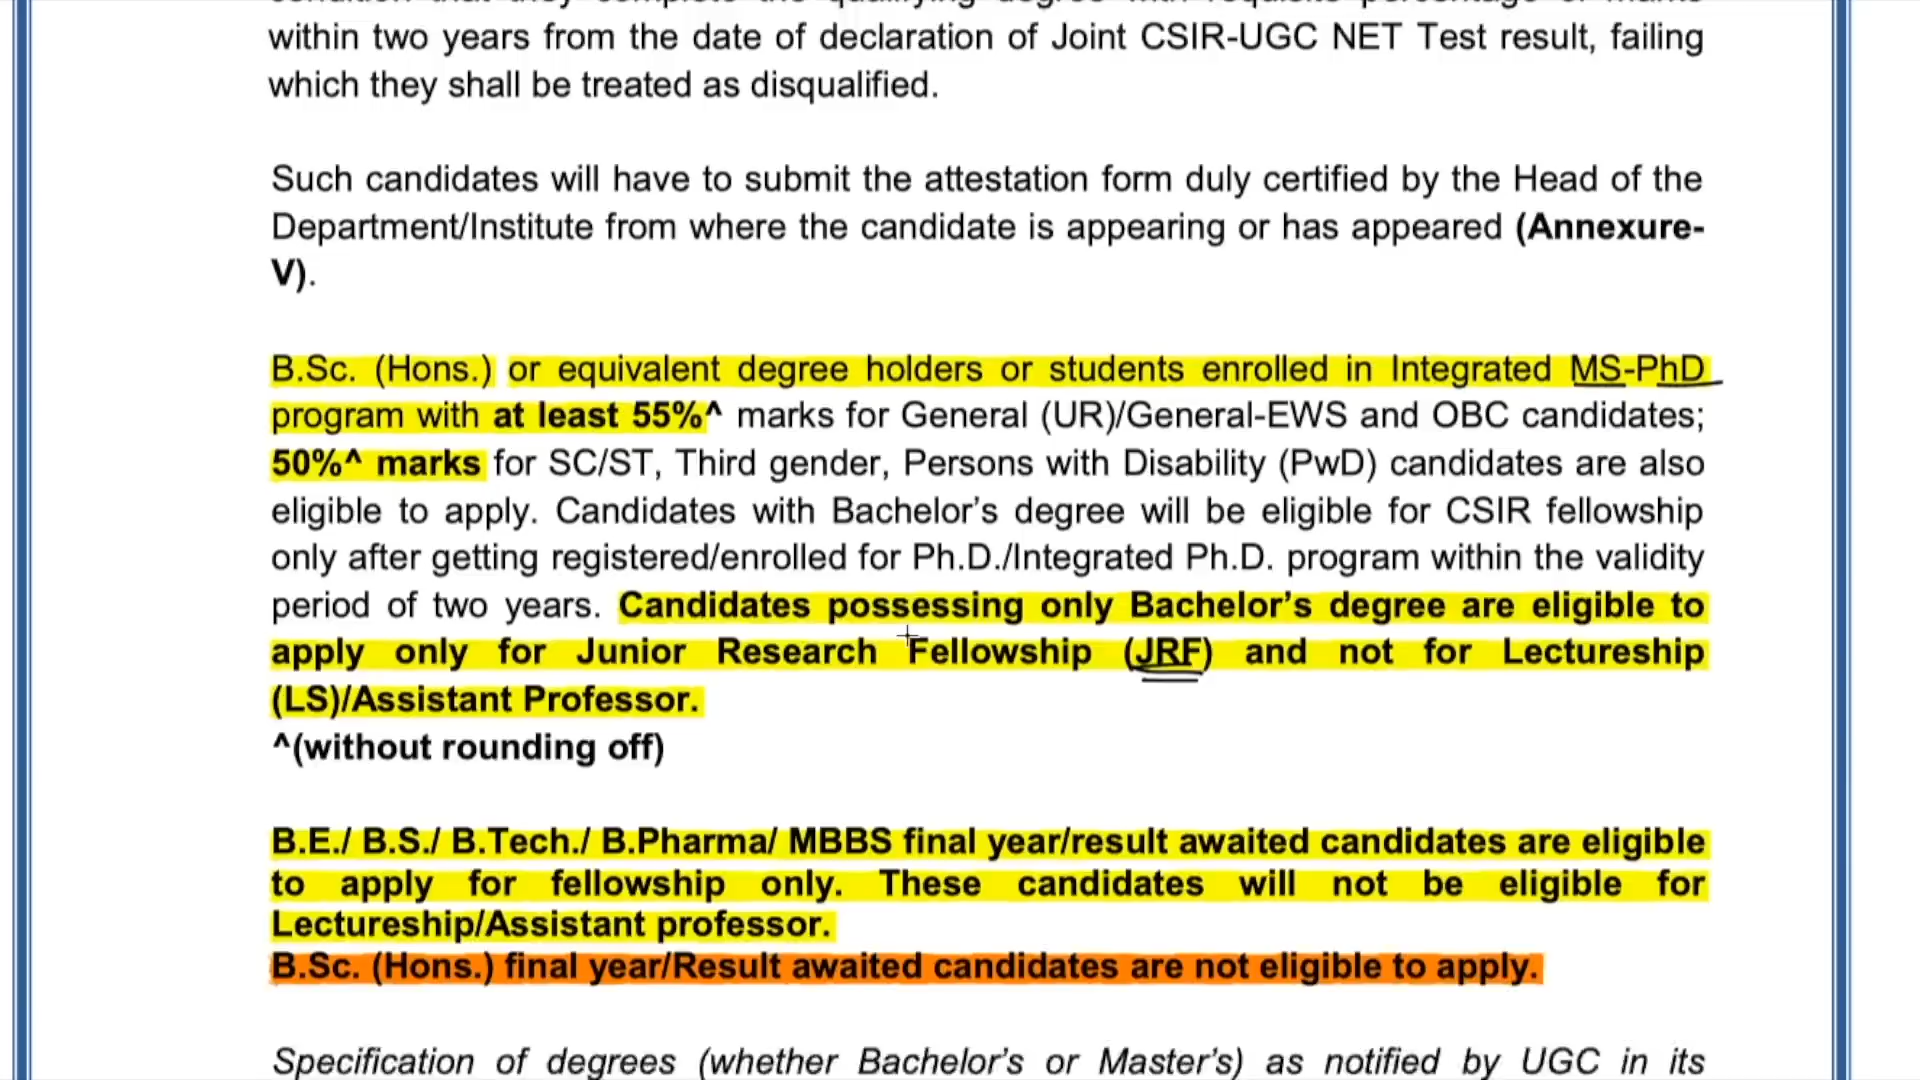 within two years from the date of declaration of Joint CSIR-UGC NET Test result, failing
which they shall be treated as disqualified.
Such candidates will have to submit the attestation form duly certified by the Head of the
Department/Institute from where the candidate is appearing or has appeared (Annexure-
V).
B.Sc. (Hons.) or equivalent degree holders or students enrolled in Integrated MS-PhD
program with at least 55%^ marks for General (UR)/General-EWS and OBC candidates;
50%^ marks for SC/ST, Third gender, Persons with Disability (PwD) candidates are also
eligible to apply. Candidates with Bachelor’s degree will be eligible for CSIR fellowship
only after getting registered/enrolled for Ph.D./Integrated Ph.D. program within the validity
period of two years. Candidates possessing only Bachelor’s degree are eligible to
apply only for Junior Research Fellowship (JRF) and not for Lectureship
(LS)/Assistant Professor.
^(without rounding off)
B.E./ B.S./ B.Tech./ B.Pharma/ MBBS final year/result awaited candidates are eligible
to apply for fellowship only. These candidates will not be eligible for
Lectureship/Assistant professor.
B.Sc. (Hons.) final year/Result awaited candidates are not eligible to apply.
Specification of degrees (whether Bachelor’s or Master’s) as notified by UGC in its